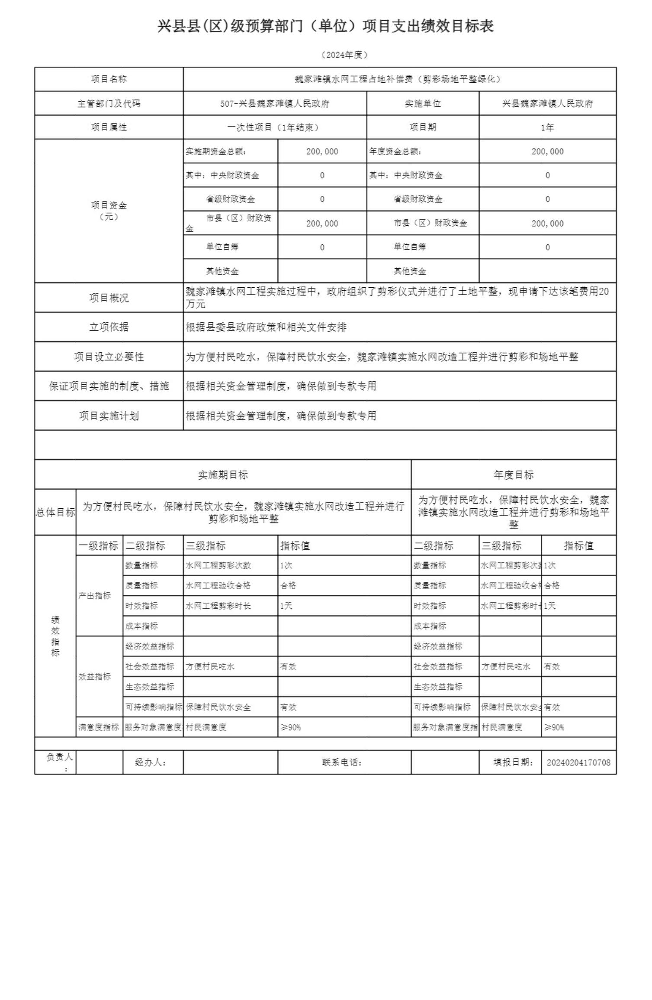 兴县县(区)级预算部门（单位）项目支出绩效目标表
（2024年度）
项目名称 魏家滩镇水网工程占地补偿费（剪彩场地平整绿化）
主管部门及代码 507-兴县魏家滩镇人民政府 实施单位 兴县魏家滩镇人民政府
项目属性 一次性项目（1年结束） 项目期 1年
项目资金
（元）
实施期资金总额： 200,000 年度资金总额： 200,000
其中：中央财政资金 0 其中：中央财政资金 0
省级财政资金 0 省级财政资金 0
市县（区）财政资
金 200,000 市县（区）财政资金 200,000
单位自筹 0 单位自筹 0
其他资金 其他资金
项目概况 魏家滩镇水网工程实施过程中，政府组织了剪彩仪式并进行了土地平整，现申请下达该笔费用20
万元
立项依据 根据县委县政府政策和相关文件安排
项目设立必要性 为方便村民吃水，保障村民饮水安全，魏家滩镇实施水网改造工程并进行剪彩和场地平整
保证项目实施的制度、措施 根据相关资金管理制度，确保做到专款专用
项目实施计划 根据相关资金管理制度，确保做到专款专用
实施期目标 年度目标
总体目标
为方便村民吃水，保障村民饮水安全，魏家滩镇实施水网改造工程并进行
剪彩和场地平整
为方便村民吃水，保障村民饮水安全，魏家
滩镇实施水网改造工程并进行剪彩和场地平
整
绩
效
指
标
一级指标 二级指标 三级指标 指标值 二级指标 三级指标 指标值
产出指标
数量指标 水网工程剪彩次数 1次 数量指标 水网工程剪彩次 1次
质量指标 水网工程验收合格 合格 质量指标 水网工程验收合 合格
时效指标 水网工程剪彩时长 1天 时效指标 水网工程剪彩时 1天
成本指标 成本指标
效益指标
经济效益指标 经济效益指标
社会效益指标 方便村民吃水 有效 社会效益指标 方便村民吃水 有效
生态效益指标 生态效益指标
可持续影响指标 保障村民饮水安全 有效 可持续影响指标 保障村民饮水安 有效
满意度指标 服务对象满意度 村民满意度 ≥90% 服务对象满意度指 村民满意度 ≥90%
负责人
： 经办人： 联系电话： 填报日期： 20240204170708